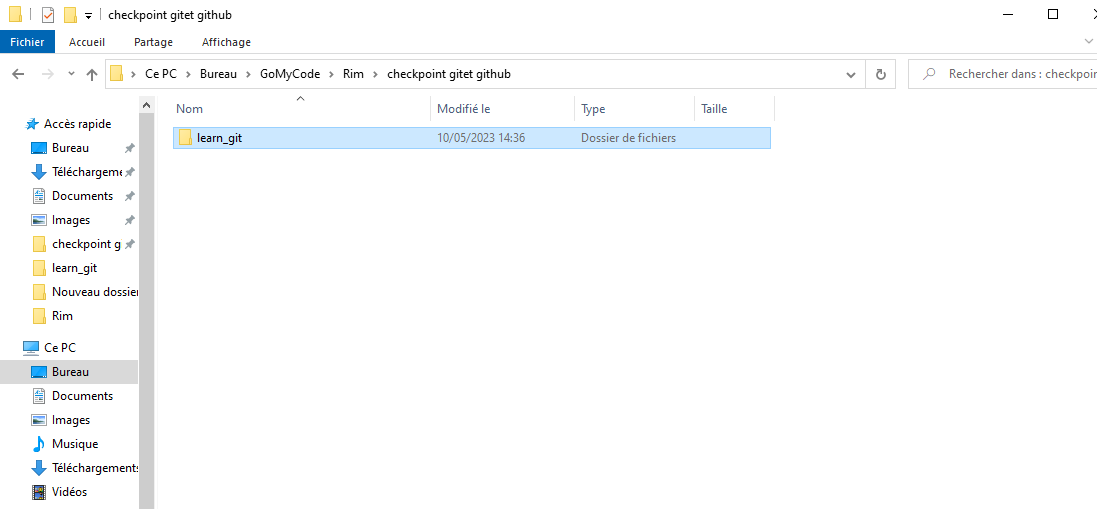 checkpoint gitet github
Fichier Accueil Partage Affichage
Ce PC Bureau GoMyCode Rim checkpoint gitet github Rechercher dans : checkpoin
Nom Modifié le Type Taille
learn_git 10/05/2023 14:36 Dossier de fichiers
Accès rapide
Bureau
Téléchargeme
Documents
Images
checkpoint g
learn_git
Nouveau dossier
Rim
Ce PC
Bureau
Documents
Images
Musique
Téléchargements
Vidéos